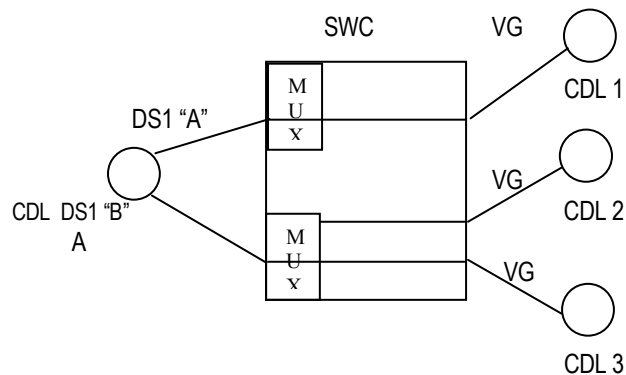 SWC
VG
CDL 1
M
U
X
DS1 “A”
VG
CDL 2
CDL DS1 “B”
A
M
U
X
VG
CDL 3